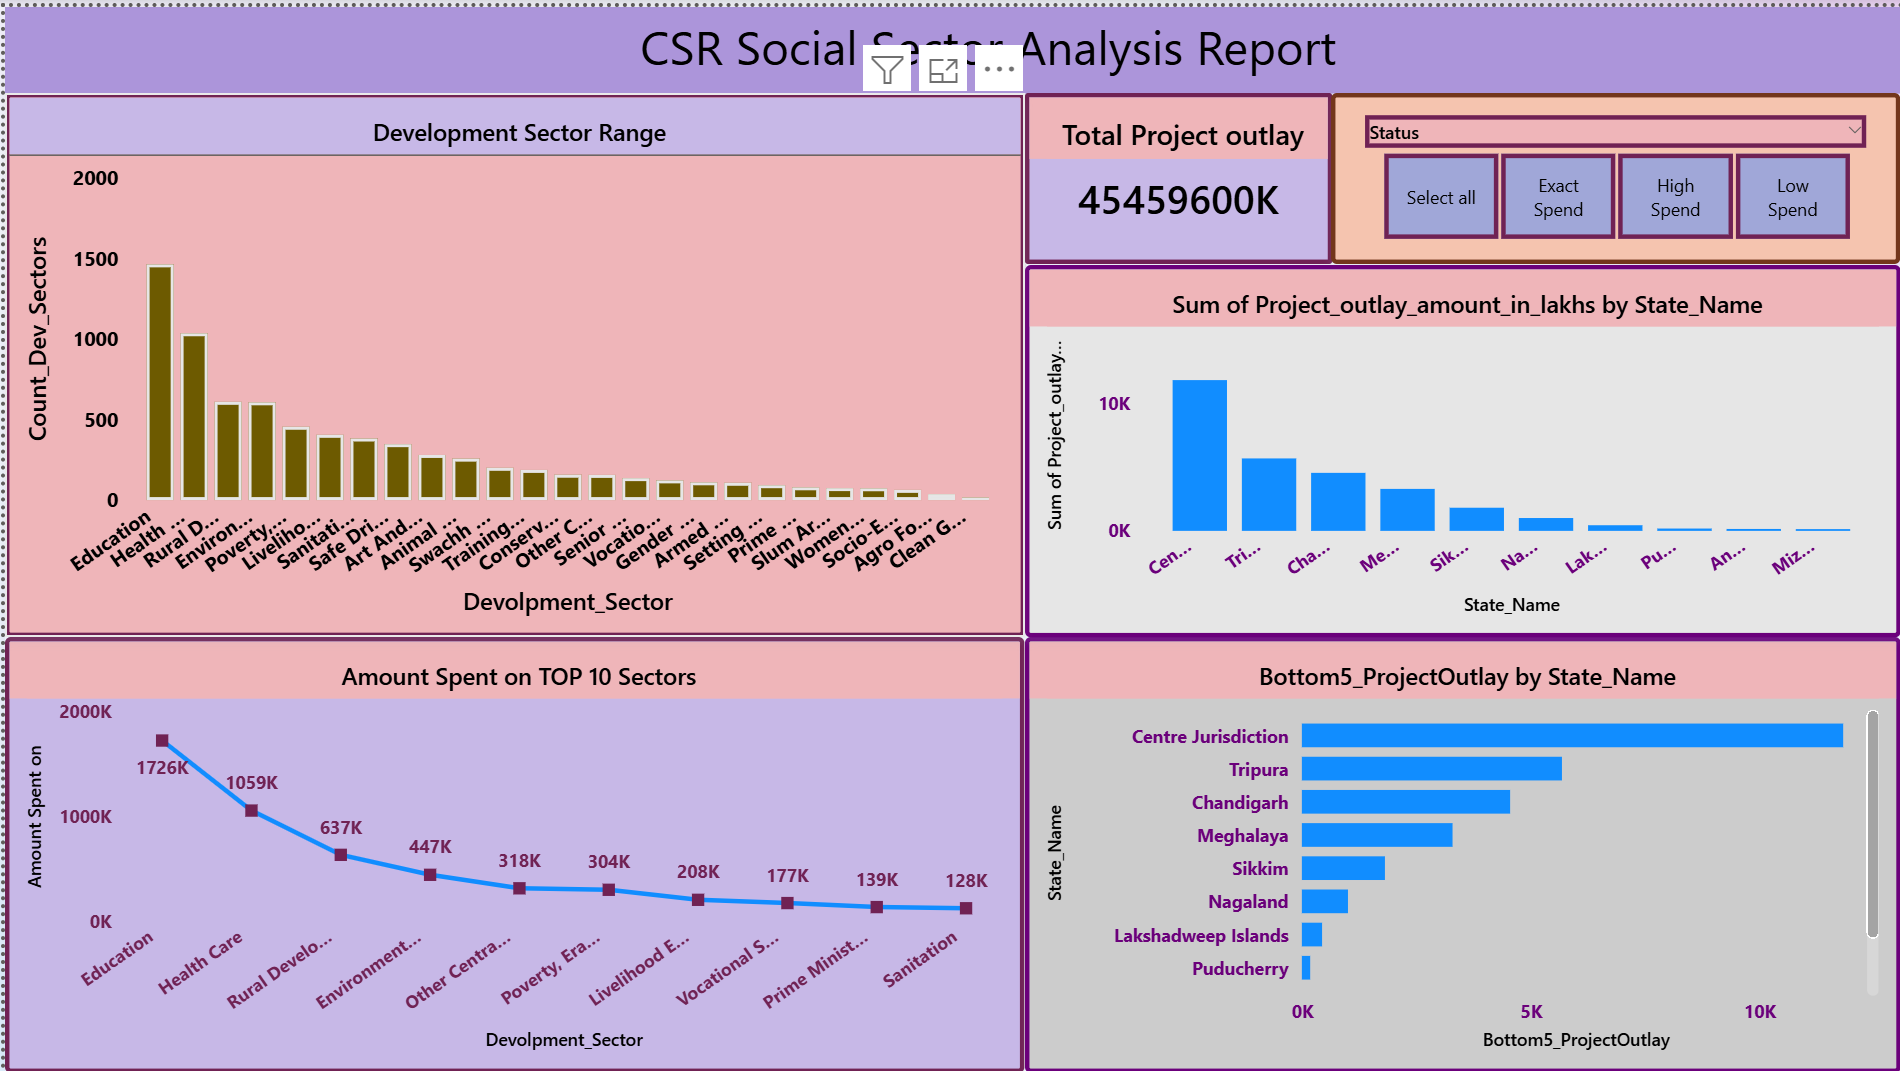 CSR Social Sector Analysis Report
Development Sector Range
2000
1500
1000
500
0
Count_Dev_Sectors
Education
Health ...
Rural D...
Environ...
Poverty,...
Liveliho...
Sanitati...
Safe Dri...
Art And...
Animal ...
Swachh ...
Training...
Conserv...
Other C...
Senior ...
Vocatio...
Gender ...
Armed ...
Setting ...
Prime ...
Slum Ar...
Women...
Socio-E...
Agro Fo...
Clean G...
Devolpment_Sector
Total Project outlay
45459600K
Status
Select all
Exact
Spend
High
Spend
Low
Spend
Sum of Project_outlay_amount_in_lakhs by State_Name
Sum of Project_outlay...
10K
0K
Cen...
Tri...
Cha...
Me...
Sik...
Na...
Lak...
Pu...
An...
Miz...
State_Name
Amount Spent on TOP 10 Sectors
Amount Spent on
2000K
1000K
0K
1726K
1059K
637K
447K
318K
304K
208K
177K
139K
128K
Education
Health Care
Rural Develo...
Environment...
Other Centra...
Poverty, Era...
Livelihood E...
Vocational S...
Prime Minist...
Sanitation
Devolpment_Sector
Bottom5_ProjectOutlay by State_Name
State_Name
Centre Jurisdiction
Tripura
Chandigarh
Meghalaya
Sikkim
Nagaland
Lakshadweep Islands
Puducherry
0K
5K
10K
Bottom5_ProjectOutlay